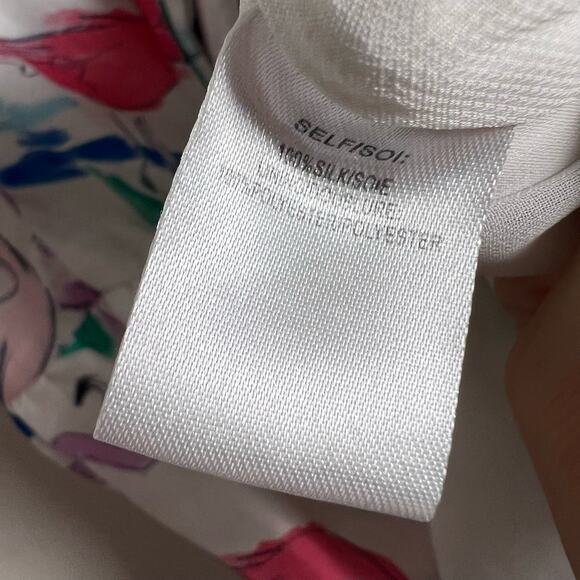 SELF/SOI:
100%SILK/SOIE
LINING/DOUBLURE:
100%POLYESTER/POLYESTER